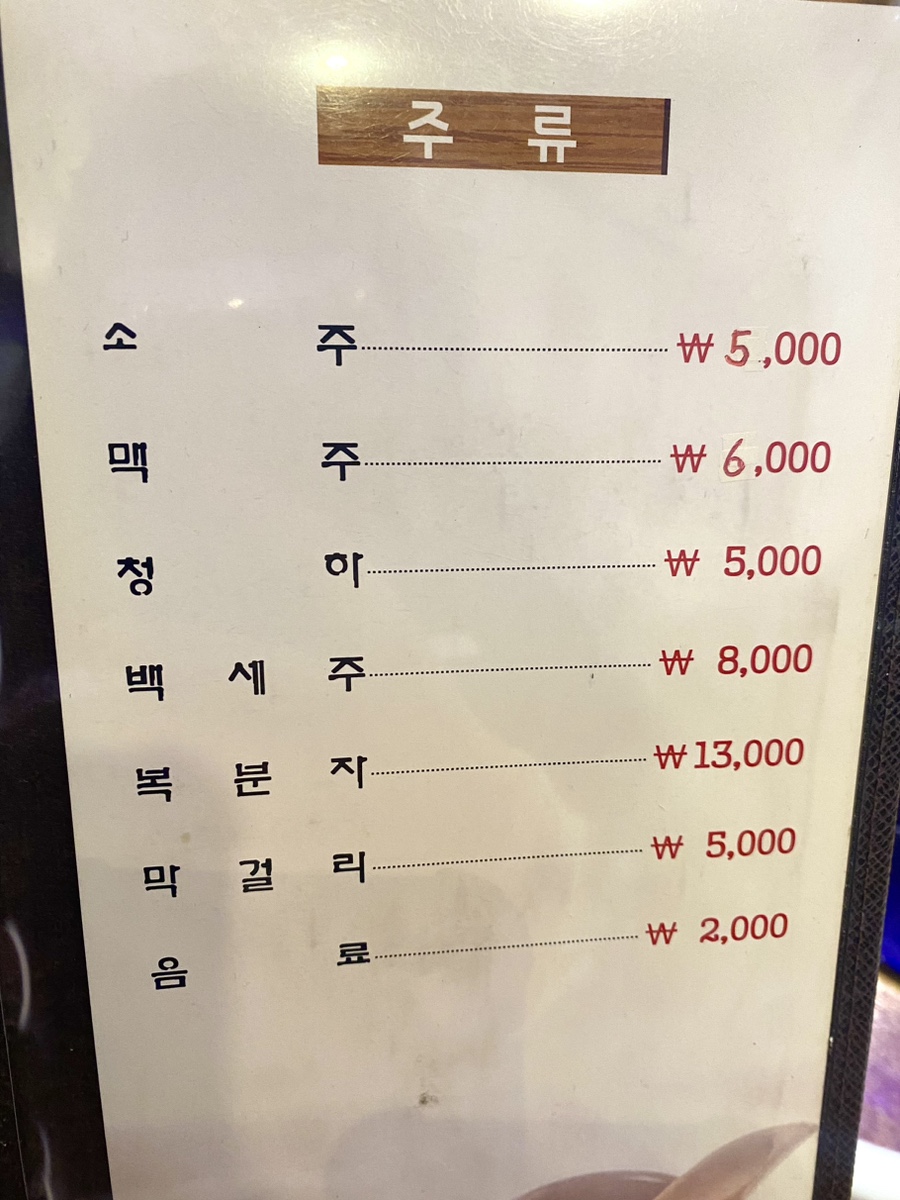 주 류
소 주 ₩ 5,000
맥 주 ₩ 6,000
청 하 ₩ 5,000
백 세 주 ₩ 8,000
복 분 자 ₩ 13,000
막 걸 리 ₩ 5,000
음 료 ₩ 2,000